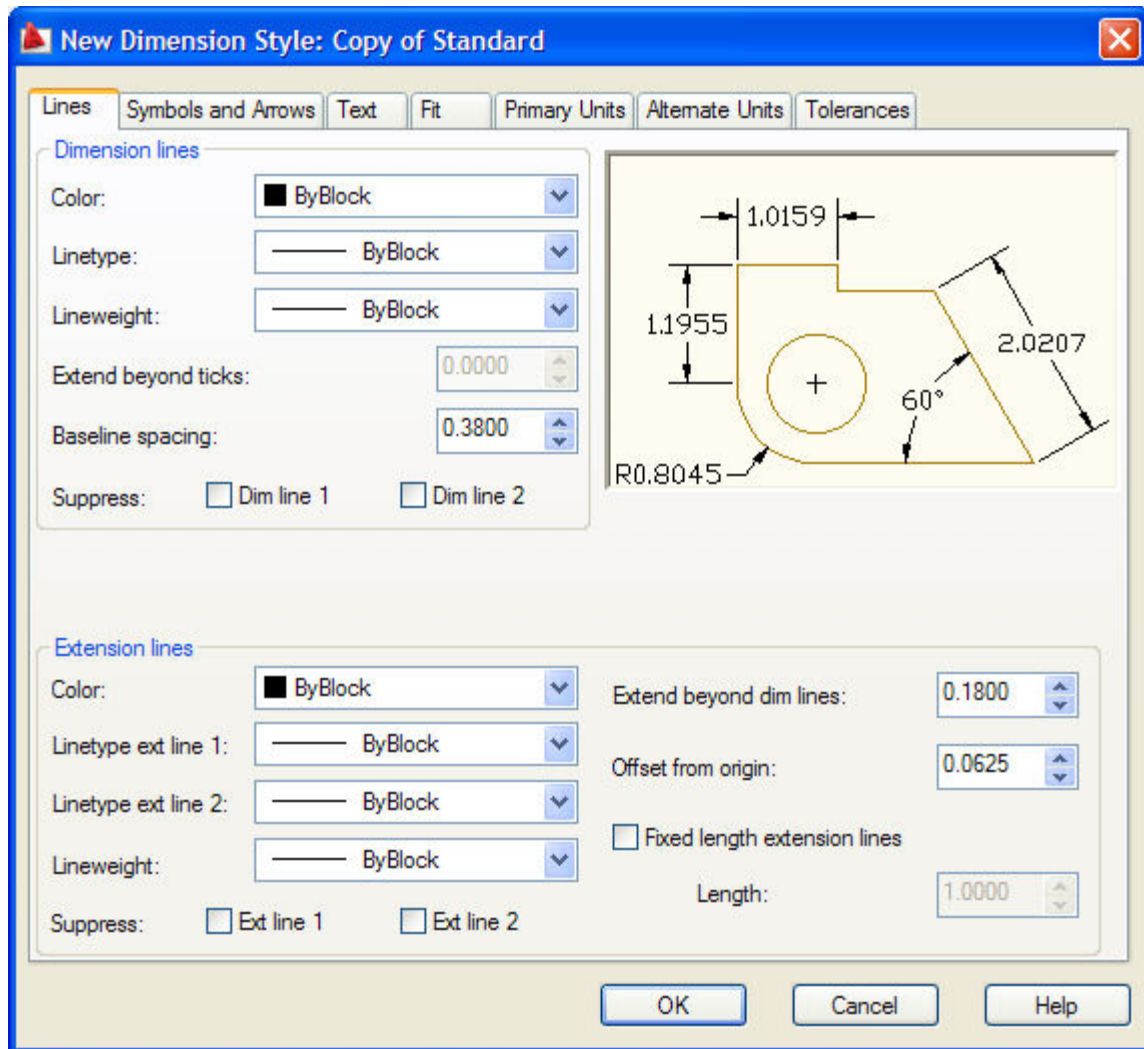 New Dimension Style: Copy of Standard
Lines Symbols and Arrows Text Fit Primary Units Alternate Units Tolerances
Dimension lines
Color: ByBlock
Linetype: ByBlock
Lineweight: ByBlock
Extend beyond ticks: 0.0000
Baseline spacing: 0.3800
Suppress: Dim line 1 Dim line 2
1.0159
1.1955
2.0207
60°
R0.8045
Extension lines
Color: ByBlock
Linetype ext line 1: ByBlock
Linetype ext line 2: ByBlock
Lineweight: ByBlock
Suppress: Ext line 1 Ext line 2
Extend beyond dim lines: 0.1800
Offset from origin: 0.0625
Fixed length extension lines
Length: 1.0000
OK Cancel Help